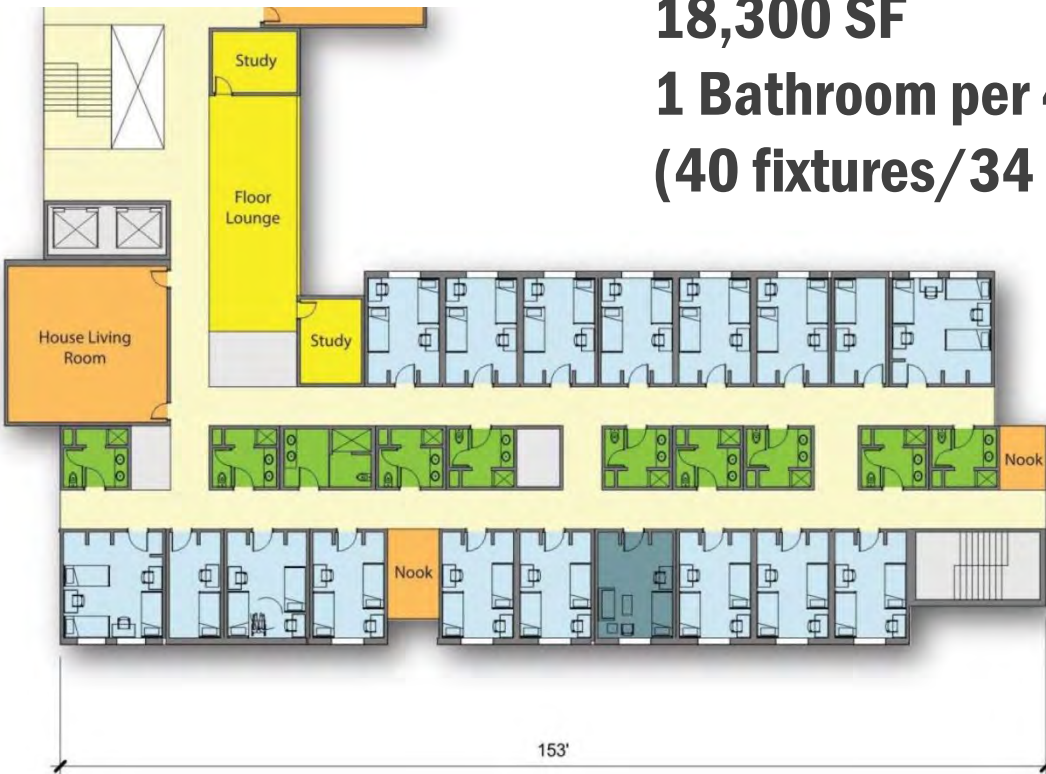 18,300 SF
1 Bathroom per
(40 fixtures/34
Study
Floor
Lounge
Study
House Living
Room
Nook
Nook
153'